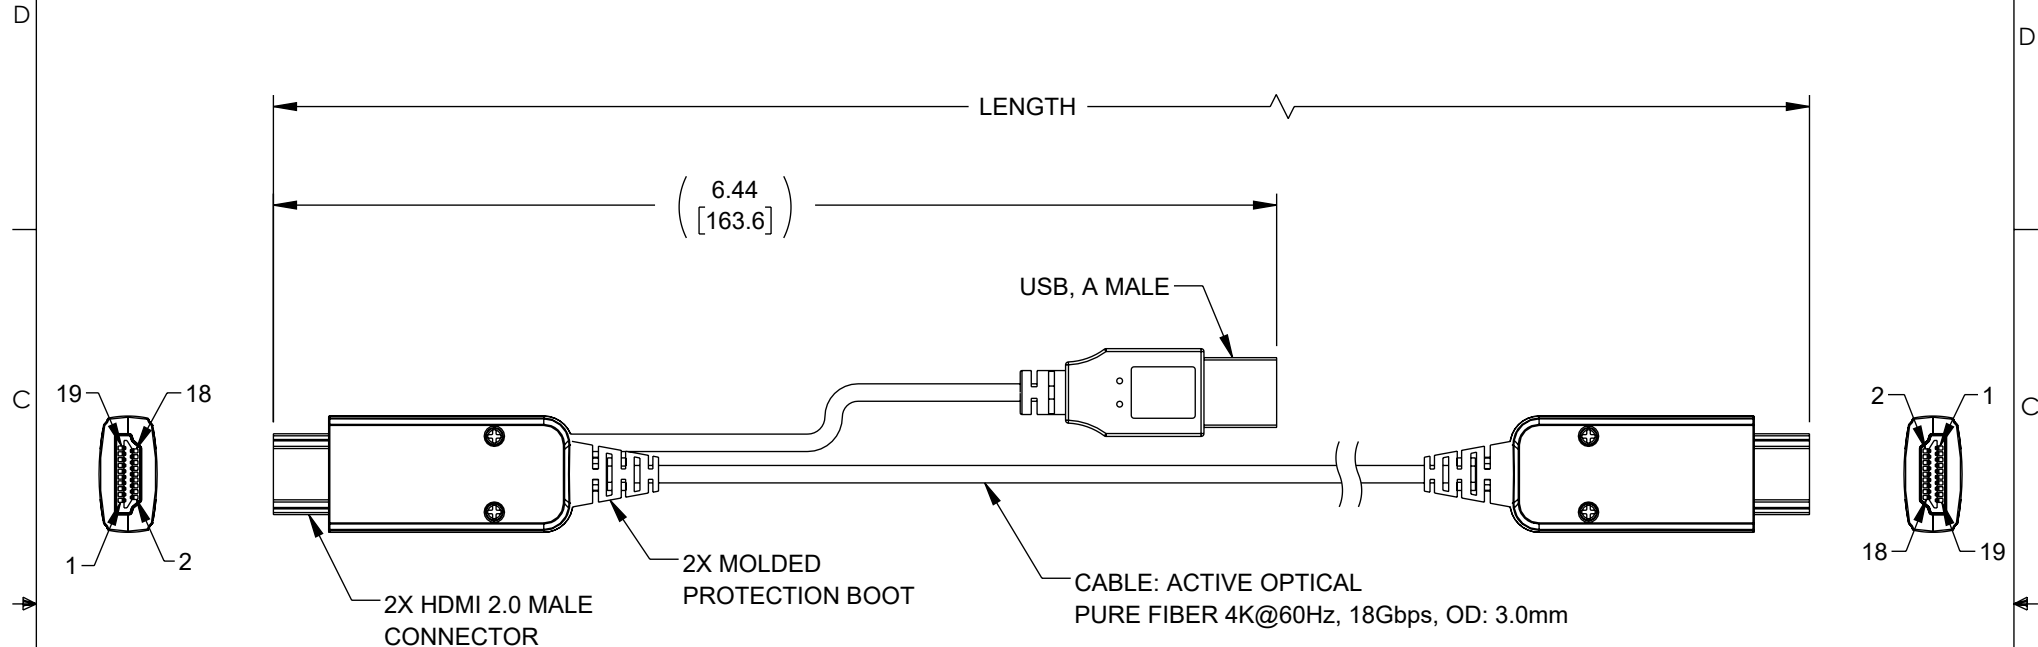 D
D
LENGTH
6.44
[163.6]
USB, A MALE
C
C
19
18
2
1
1
2
18
19
2X MOLDED
PROTECTION BOOT
2X HDMI 2.0 MALE
CONNECTOR
CABLE: ACTIVE OPTICAL
PURE FIBER 4K@60Hz, 18Gbps, OD: 3.0mm